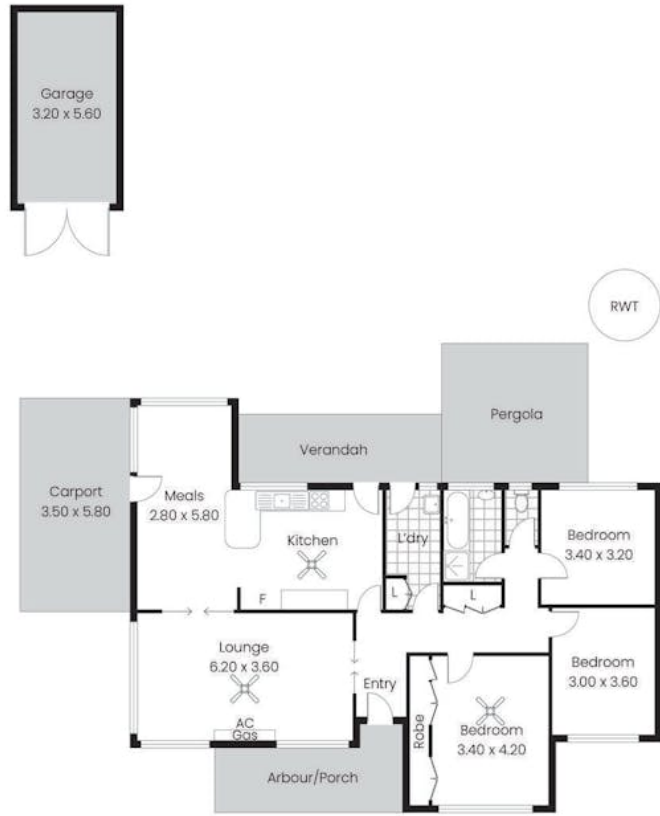 Garage
3.20 x 5.60
RWT
Pergola
Verandah
Carport
3.50 x 5.80
Meals
2.80 x 5.80
Kitchen
L'dry
Bedroom
3.40 x 3.20
F
L
L
Lounge
6.20 x 3.60
Entry
Bedroom
3.00 x 3.60
AC
Gas
Robe
Bedroom
3.40 x 4.20
Arbour/Porch